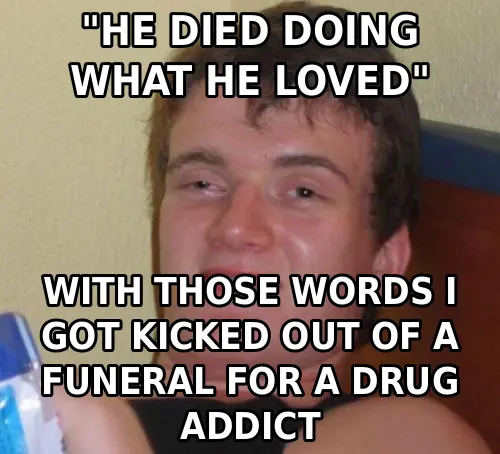 "HE DIED DOING
WHAT HE LOVED"
WITH THOSE WORDS I
GOT KICKED OUT OF A
FUNERAL FOR A DRUG
ADDICT